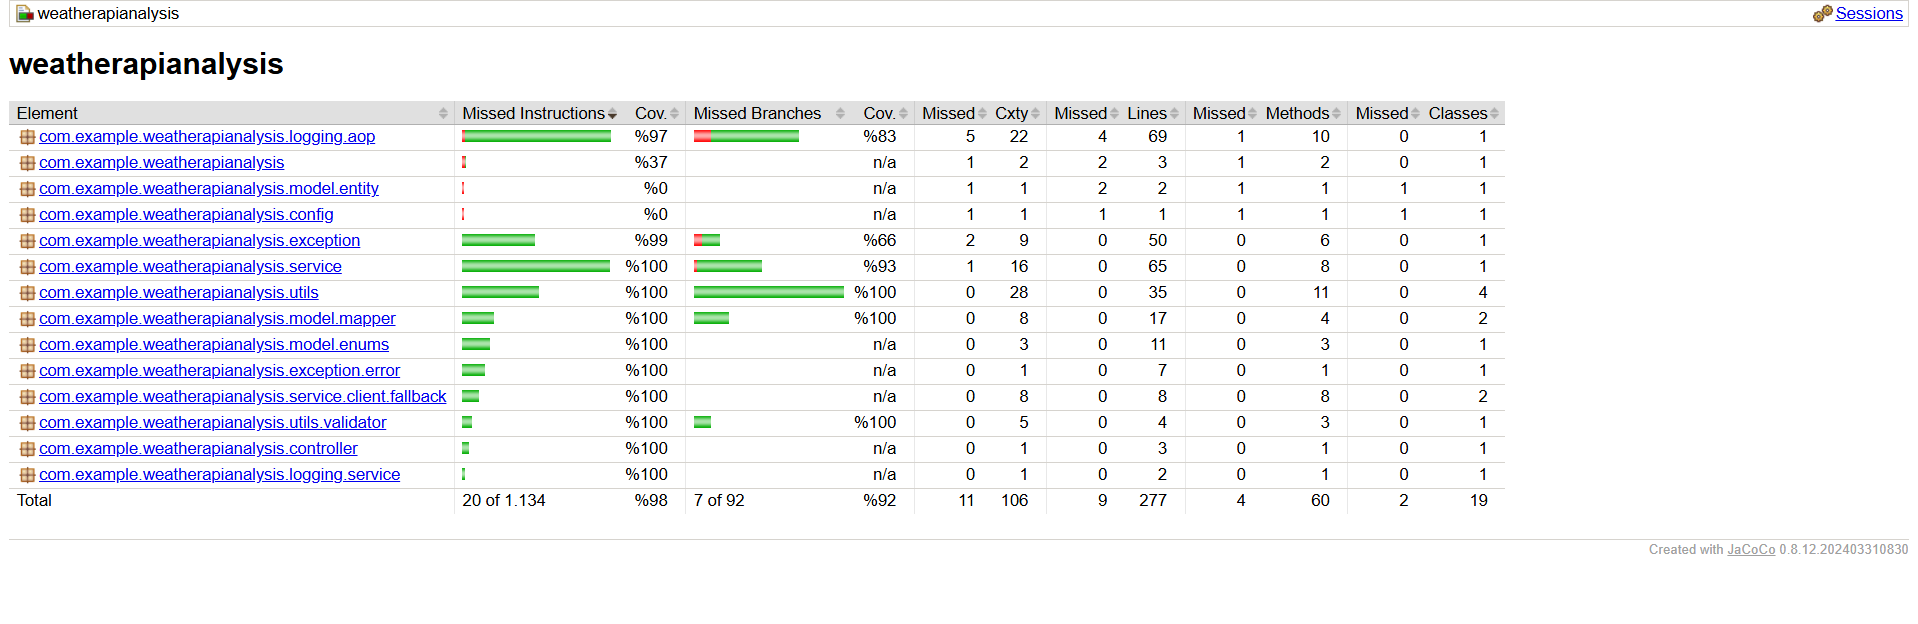 weatherapianalysis Sessions
weatherapianalysis
Element Missed Instructions Cov. Missed Branches Cov. Missed Cxty Missed Lines Missed Methods Missed Classes
com.example.weatherapianalysis.logging.aop %97 %83 5 22 4 69 1 10 0 1
com.example.weatherapianalysis %37 n/a 1 2 2 3 1 2 0 1
com.example.weatherapianalysis.model.entity %0 n/a 1 1 2 2 1 1 1 1
com.example.weatherapianalysis.config %0 n/a 1 1 1 1 1 1 1 1
com.example.weatherapianalysis.exception %99 %66 2 9 0 50 0 6 0 1
com.example.weatherapianalysis.service %100 %93 1 16 0 65 0 8 0 1
com.example.weatherapianalysis.utils %100 %100 0 28 0 35 0 11 0 4
com.example.weatherapianalysis.model.mapper %100 %100 0 8 0 17 0 4 0 2
com.example.weatherapianalysis.model.enums %100 n/a 0 3 0 11 0 3 0 1
com.example.weatherapianalysis.exception.error %100 n/a 0 1 0 7 0 1 0 1
com.example.weatherapianalysis.service.client.fallback %100 n/a 0 8 0 8 0 8 0 2
com.example.weatherapianalysis.utils.validator %100 %100 0 5 0 4 0 3 0 1
com.example.weatherapianalysis.controller %100 n/a 0 1 0 3 0 1 0 1
com.example.weatherapianalysis.logging.service %100 n/a 0 1 0 2 0 1 0 1
Total 20 of 1.134 %98 7 of 92 %92 11 106 9 277 4 60 2 19
Created with JaCoCo 0.8.12.202403310830